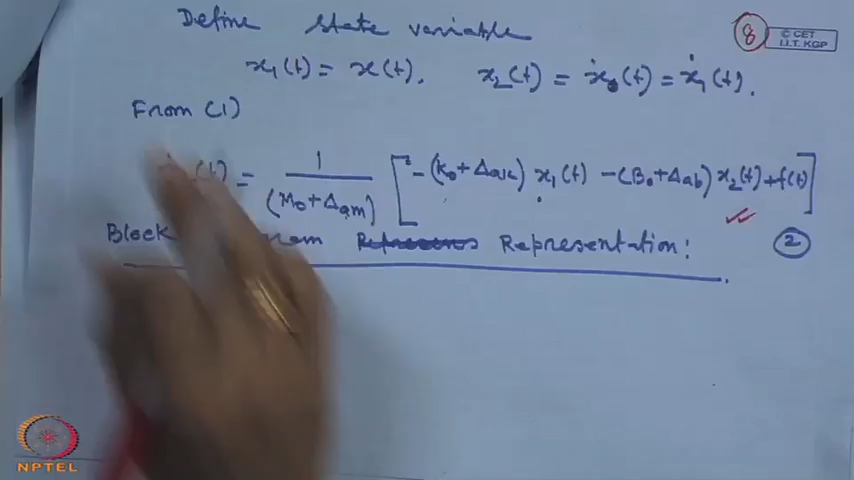 Define state variable
8
© CET
I.I.T. KGP
x₁(t) = x(t). x₂(t) = ẋ(t) = ẋ₁(t).
From (1)
(t) = 1/(M₀ + Δam) [ -(K₀ + Δak) x₁(t) - (B₀ + Δab) x₂(t) + f(t) ]
Block Representation:
2
NPTEL